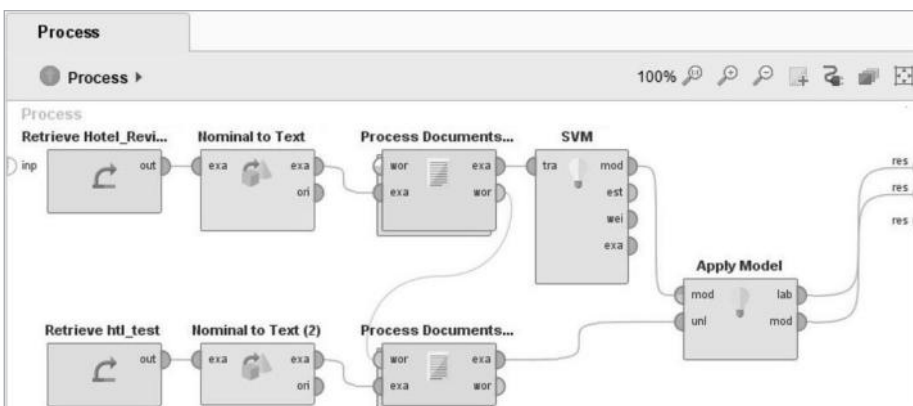 Process
Process
100%
Process
Retrieve Hotel_Revi...
Nominal to Text
Process Documents...
SVM
inp
out
exa
exa
ori
wor
exa
exa
wor
tra
mod
est
wei
exa
res
res
res
Apply Model
mod
unl
lab
mod
Retrieve htl_test
Nominal to Text (2)
Process Documents...
out
exa
exa
ori
wor
exa
exa
wor